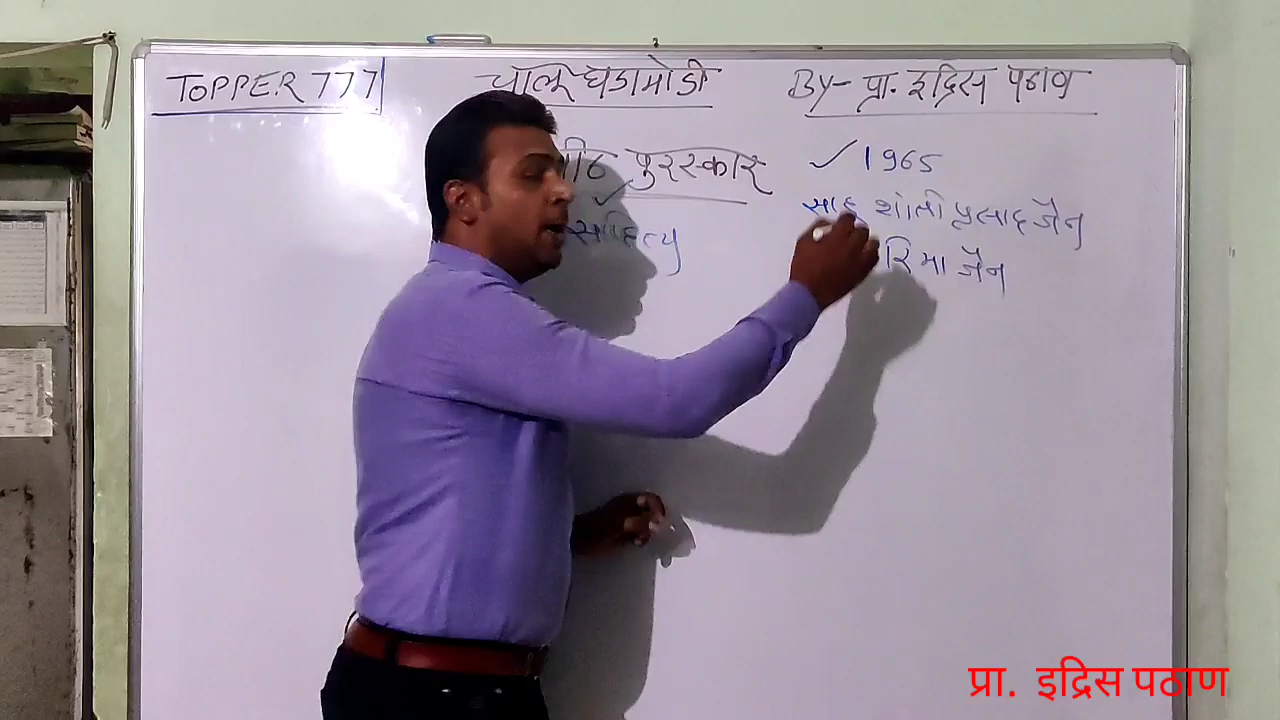 TOPPER 777
चालू घडामोडी
BY- प्रा. इद्रिस पठाण
पुरस्कार
✓ 1965
साहित्य
साहू शांती प्रसाद जैन
रिमा जैन
प्रा. इद्रिस पठाण